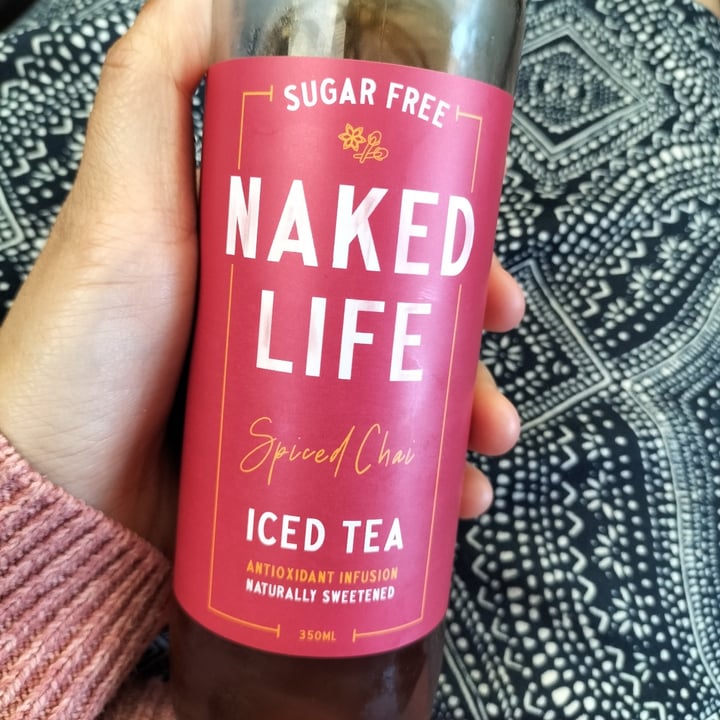 SUGAR FREE
NAKED
LIFE
Spiced Chai
ICED TEA
ANTIOXIDANT INFUSION
NATURALLY SWEETENED
350ML